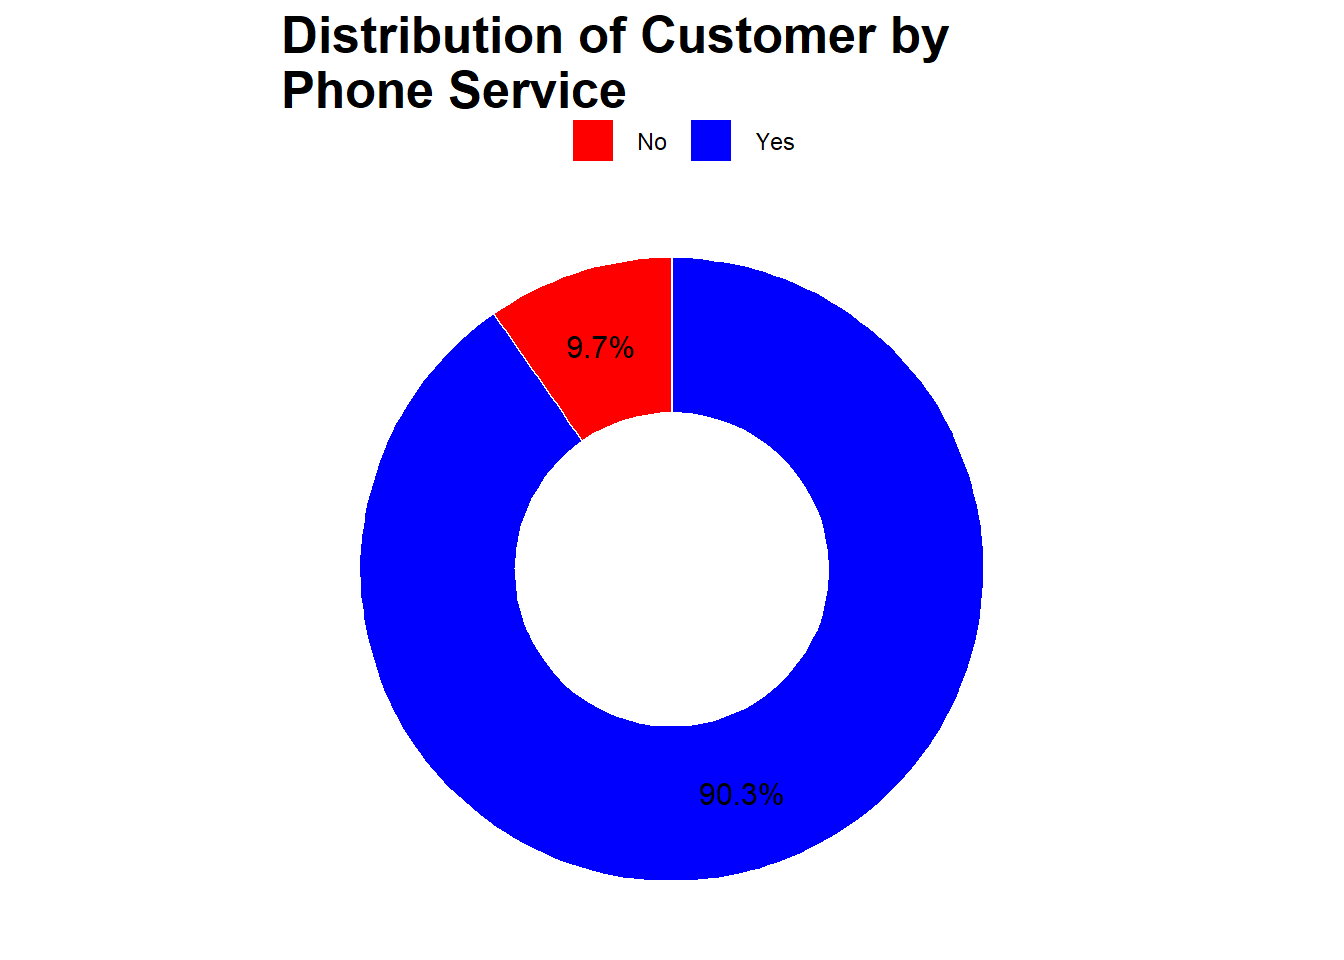 Distribution of Customer by
Phone Service
No Yes
9.7%
90.3%